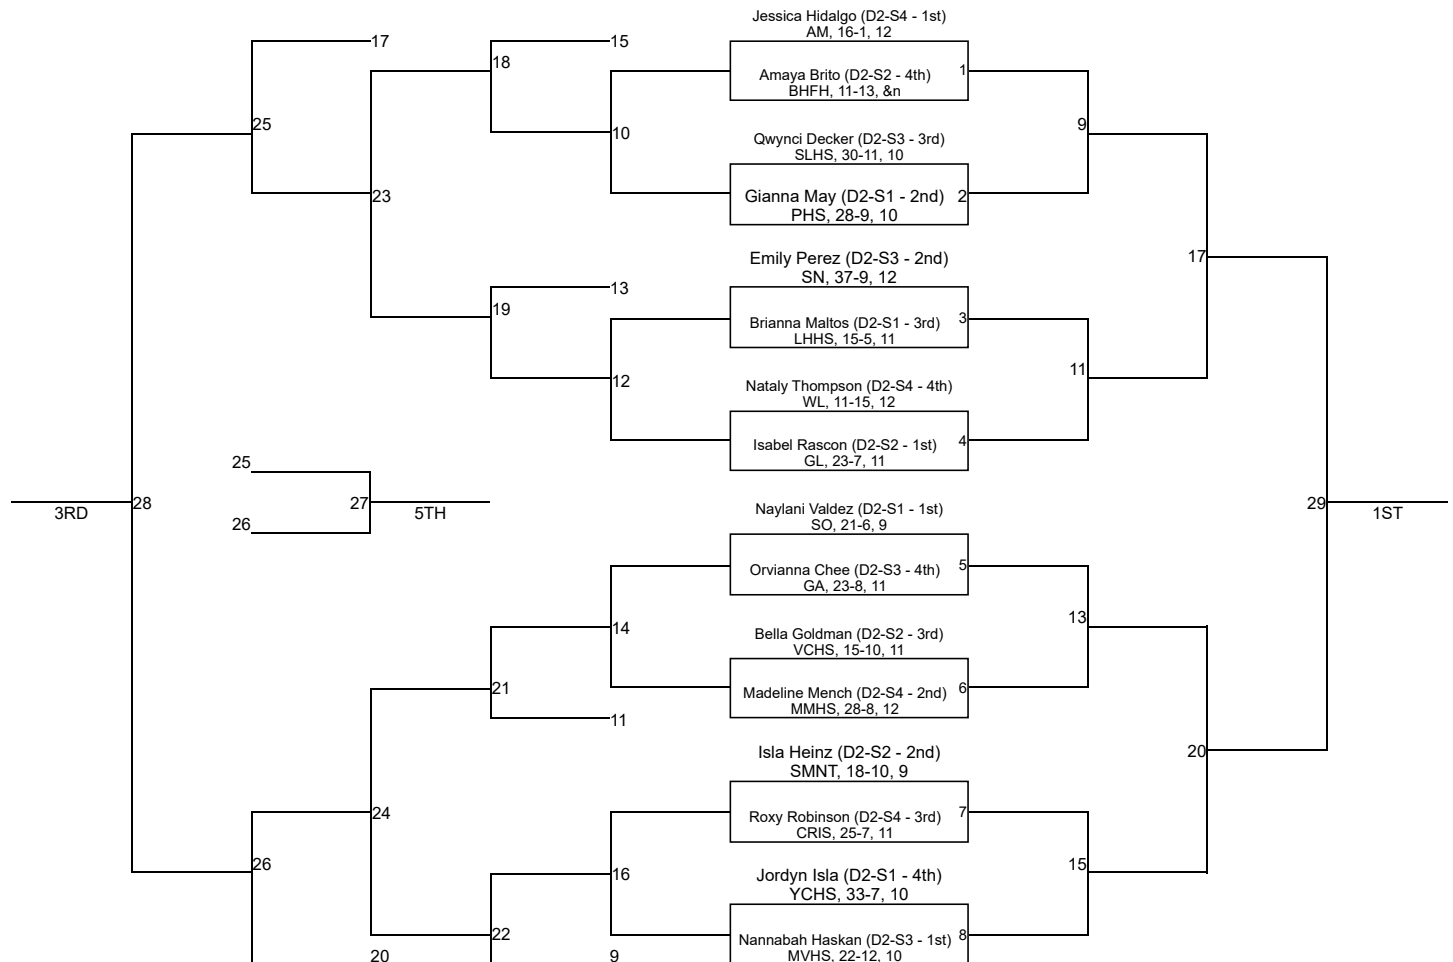 Jessica Hidalgo (D2-S4 - 1st)
AM, 16-1, 12
17
15
18
Amaya Brito (D2-S2 - 4th)
1
BHFH, 11-13, &n
25
10
9
Qwynci Decker (D2-S3 - 3rd)
SLHS, 30-11, 10
23
Gianna May (D2-S1 - 2nd)
2
PHS, 28-9, 10
Emily Perez (D2-S3 - 2nd)
17
SN, 37-9, 12
13
19
Brianna Maltos (D2-S1 - 3rd)
3
LHHS, 15-5, 11
11
12
Nataly Thompson (D2-S4 - 4th)
WL, 11-15, 12
Isabel Rascon (D2-S2 - 1st)
4
GL, 23-7, 11
25
28
27
29
3RD
5TH
1ST
26
Naylani Valdez (D2-S1 - 1st)
SO, 21-6, 9
Orvianna Chee (D2-S3 - 4th)
5
GA, 23-8, 11
13
14
Bella Goldman (D2-S2 - 3rd)
VCHS, 15-10, 11
21
Madeline Mench (D2-S4 - 2nd)
6
MMHS, 28-8, 12
11
Isla Heinz (D2-S2 - 2nd)
20
SMNT, 18-10, 9
24
Roxy Robinson (D2-S4 - 3rd)
7
CRIS, 25-7, 11
26
15
16
Jordyn Isla (D2-S1 - 4th)
YCHS, 33-7, 10
22
Nannabah Haskan (D2-S3 - 1st)
8
MVHS, 22-12, 10
20
9